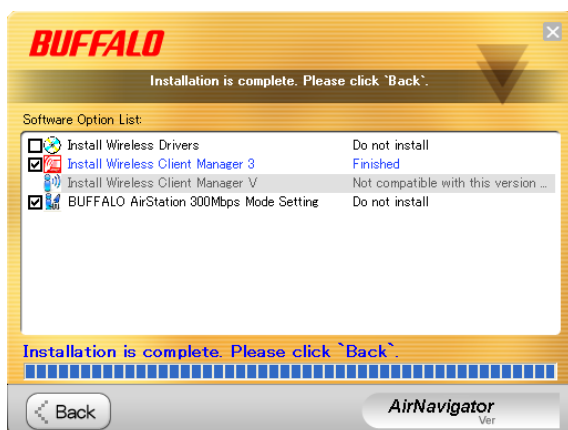 BUFFALO
Installation is complete. Please click `Back`.
Software Option List:
Install Wireless Drivers Do not install
Install Wireless Client Manager 3 Finished
Install Wireless Client Manager V Not compatible with this version ...
BUFFALO AirStation 300Mbps Mode Setting Do not install
Installation is complete. Please click `Back`.
Back
AirNavigator
Ver